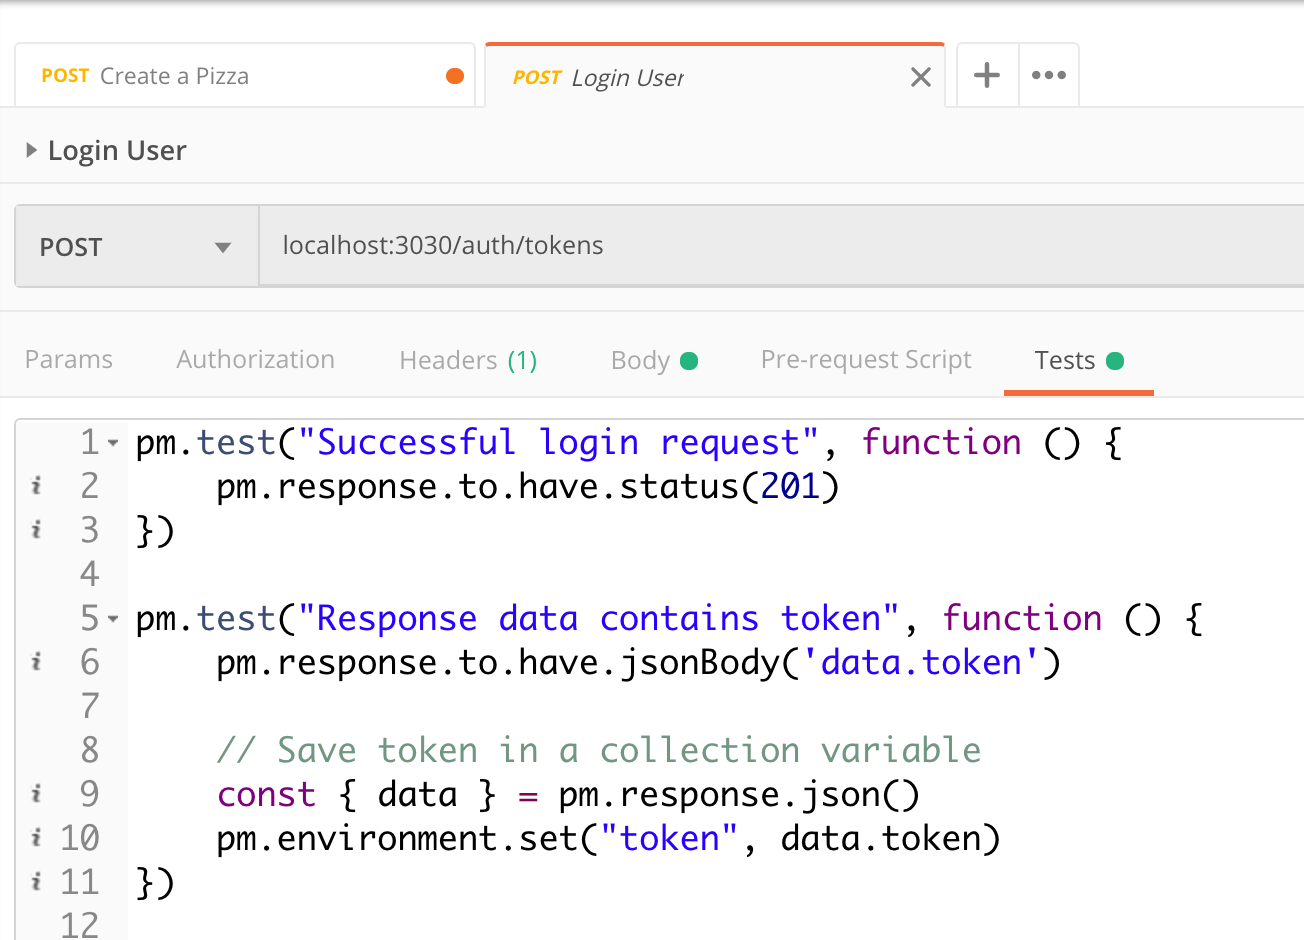 POST Create a Pizza
POST Login User
Login User
POST localhost:3030/auth/tokens
Params Authorization Headers (1) Body Pre-request Script Tests
1 pm.test("Successful login request", function () {
i 2 pm.response.to.have.status(201)
i 3 })
4
5 pm.test("Response data contains token", function () {
i 6 pm.response.to.have.jsonBody('data.token')
7
8 // Save token in a collection variable
i 9 const { data } = pm.response.json()
i 10 pm.environment.set("token", data.token)
i 11 })
12